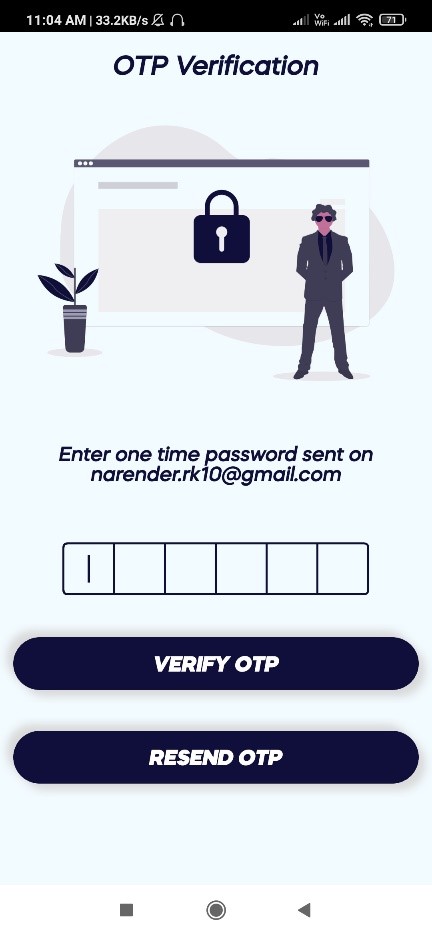 11:04 AM | 33.2KB/s
Vo
WiFi
71
OTP Verification
Enter one time password sent on
narender.rk10@gmail.com
VERIFY OTP
RESEND OTP